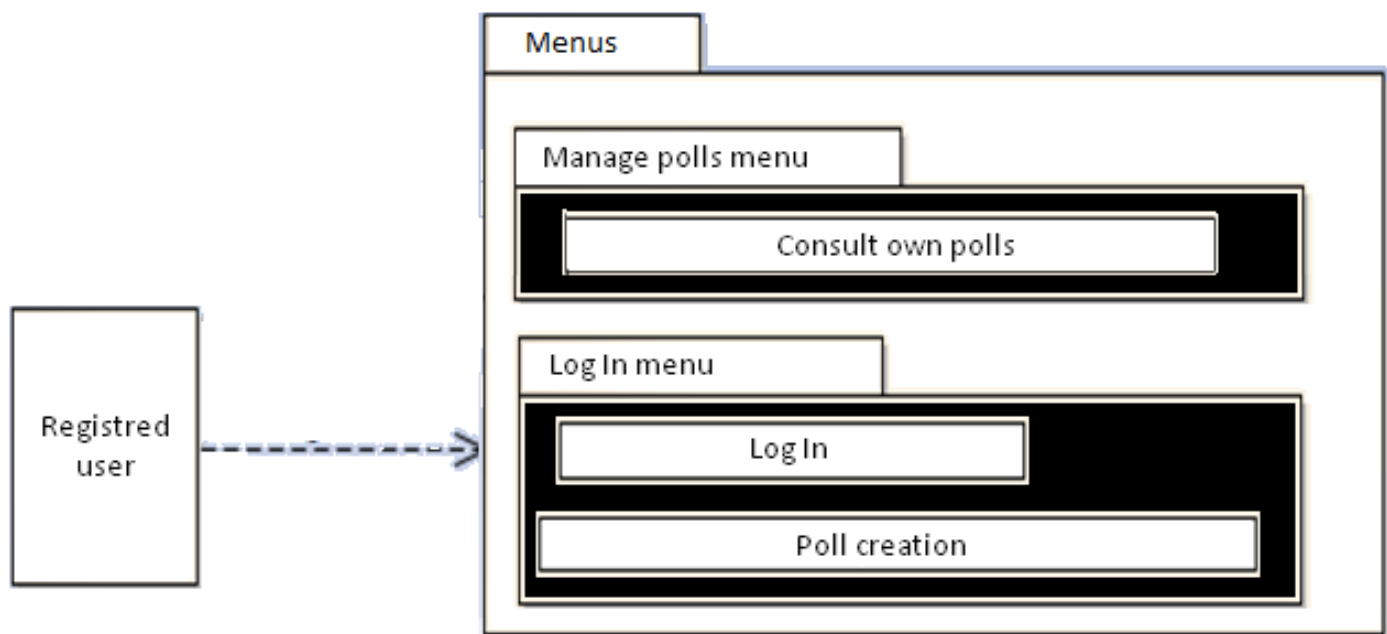 Menus
Manage polls menu
Consult own polls
Log In menu
Registred
user
Log In
Poll creation